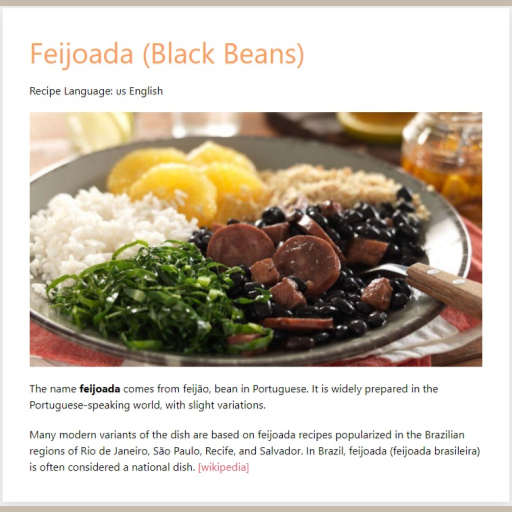 Feijoada (Black Beans)
Recipe Language: us English
The name feijoada comes from feijão, bean in Portuguese. It is widely prepared in the
Portuguese-speaking world, with slight variations.
Many modern variants of the dish are based on feijoada recipes popularized in the Brazilian
regions of Rio de Janeiro, São Paulo, Recife, and Salvador. In Brazil, feijoada (feijoada brasileira)
is often considered a national dish. [wikipedia]